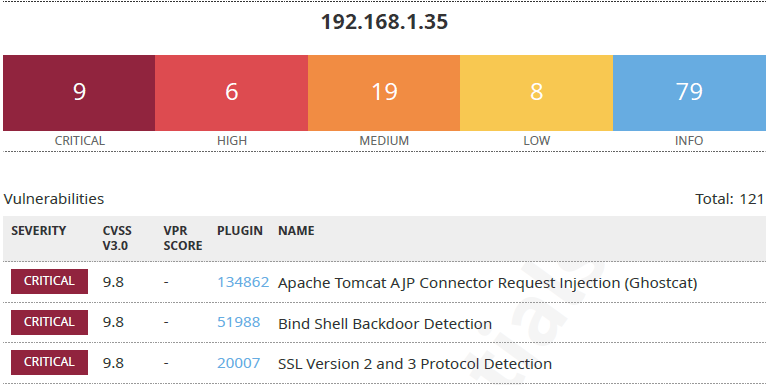 192.168.1.35
9 6 19 8 79
CRITICAL HIGH MEDIUM LOW INFO
Vulnerabilities Total: 121
SEVERITY CVSS V3.0 VPR SCORE PLUGIN NAME
CRITICAL 9.8 - 134862 Apache Tomcat AJP Connector Request Injection (Ghostcat)
CRITICAL 9.8 - 51988 Bind Shell Backdoor Detection
CRITICAL 9.8 - 20007 SSL Version 2 and 3 Protocol Detection